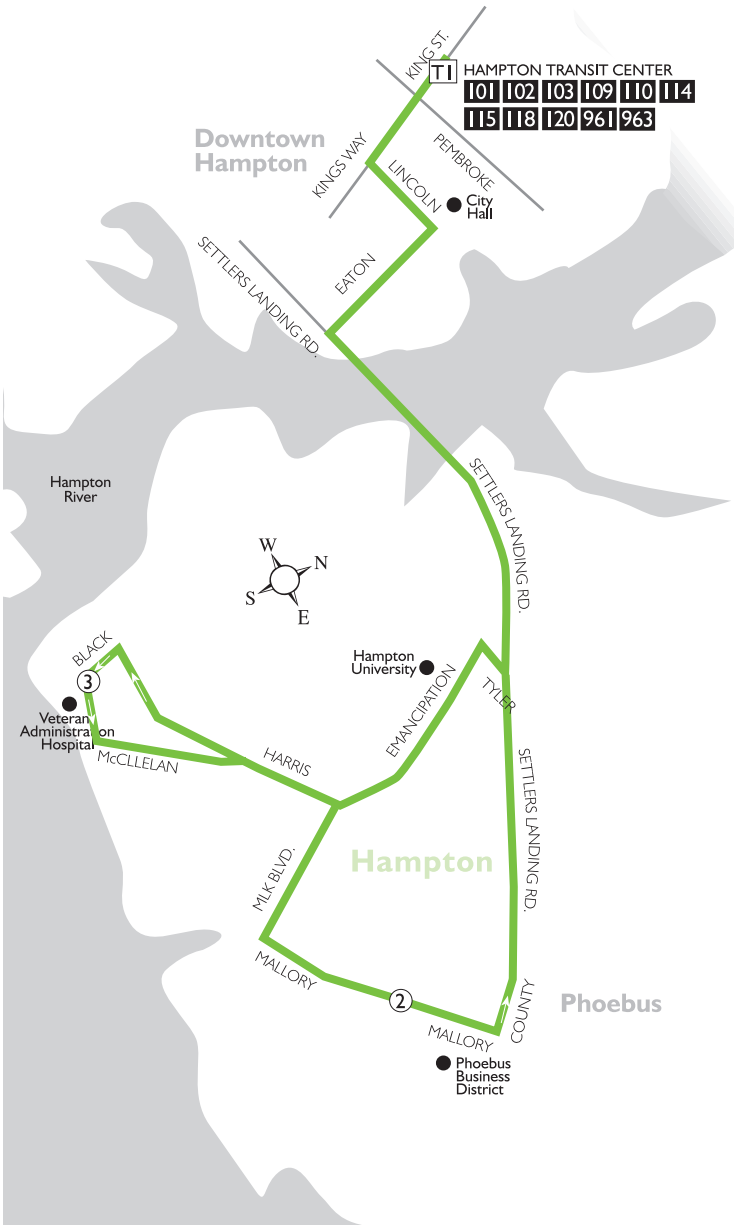 KING ST.
T1
HAMPTON TRANSIT CENTER
101 102 103 109 110 114
115 118 120 961 963
Downtown
Hampton
KINGS WAY
PEMBROKE
LINCOLN
City
Hall
EATON
SETTLERS LANDING RD.
SETTLERS LANDING RD.
Hampton
River
W
N
S
E
BLACK
3
Hampton
University
TYLER
EMANCIPATION
Veteran
Administration
Hospital
McCLLELAN
HARRIS
SETTLERS LANDING RD.
Hampton
MLK BLVD.
MALLORY
2
MALLORY
COUNTY
Phoebus
Phoebus
Business
District